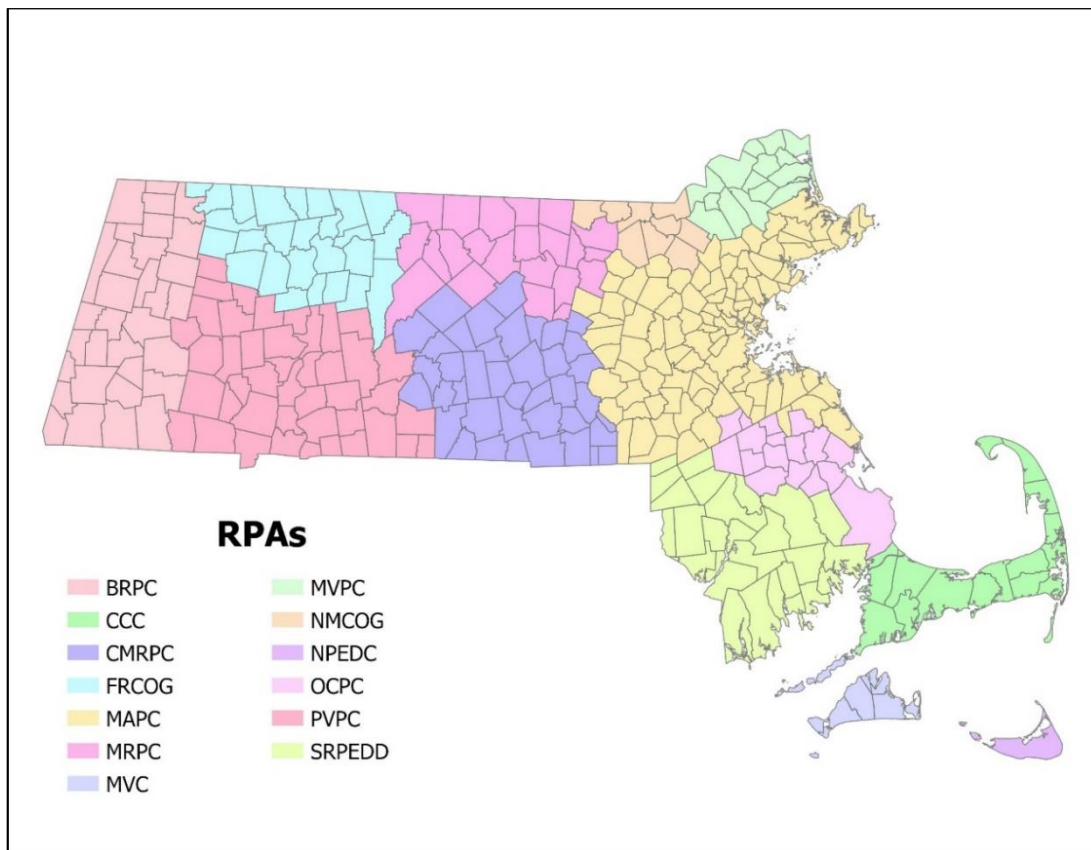 RPAs
BRPC
CCC
CMRPC
FRCOG
MAPC
MRPC
MVC
MVPC
NMCOG
NPEDC
OCPC
PVPC
SRPEDD